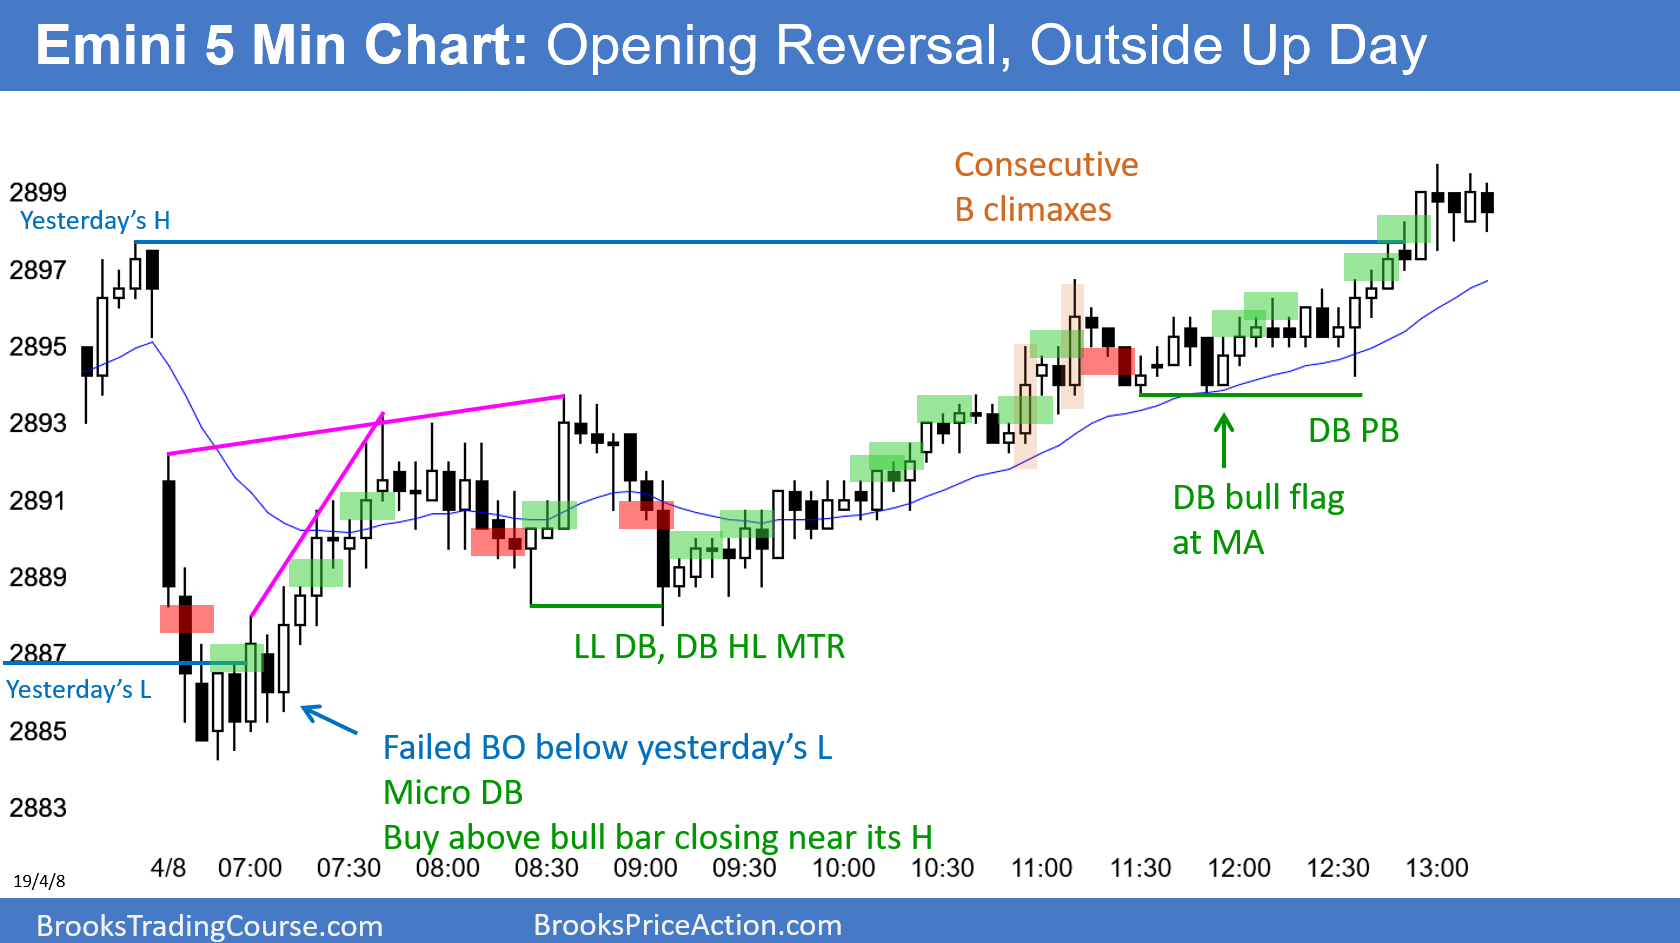 Emini 5 Min Chart: Opening Reversal, Outside Up Day
Consecutive
B climaxes
2899
Yesterday's H
2897
2895
2893
DB PB
2891
DB bull flag
at MA
2889
2887
LL DB, DB HL MTR
Yesterday's L
2885
Failed BO below yesterday's L
Micro DB
2883
Buy above bull bar closing near its H
4/8 07:00 07:30 08:00 08:30 09:00 09:30 10:00 10:30 11:00 11:30 12:00 12:30 13:00
19/4/8
BrooksTradingCourse.com BrooksPriceAction.com